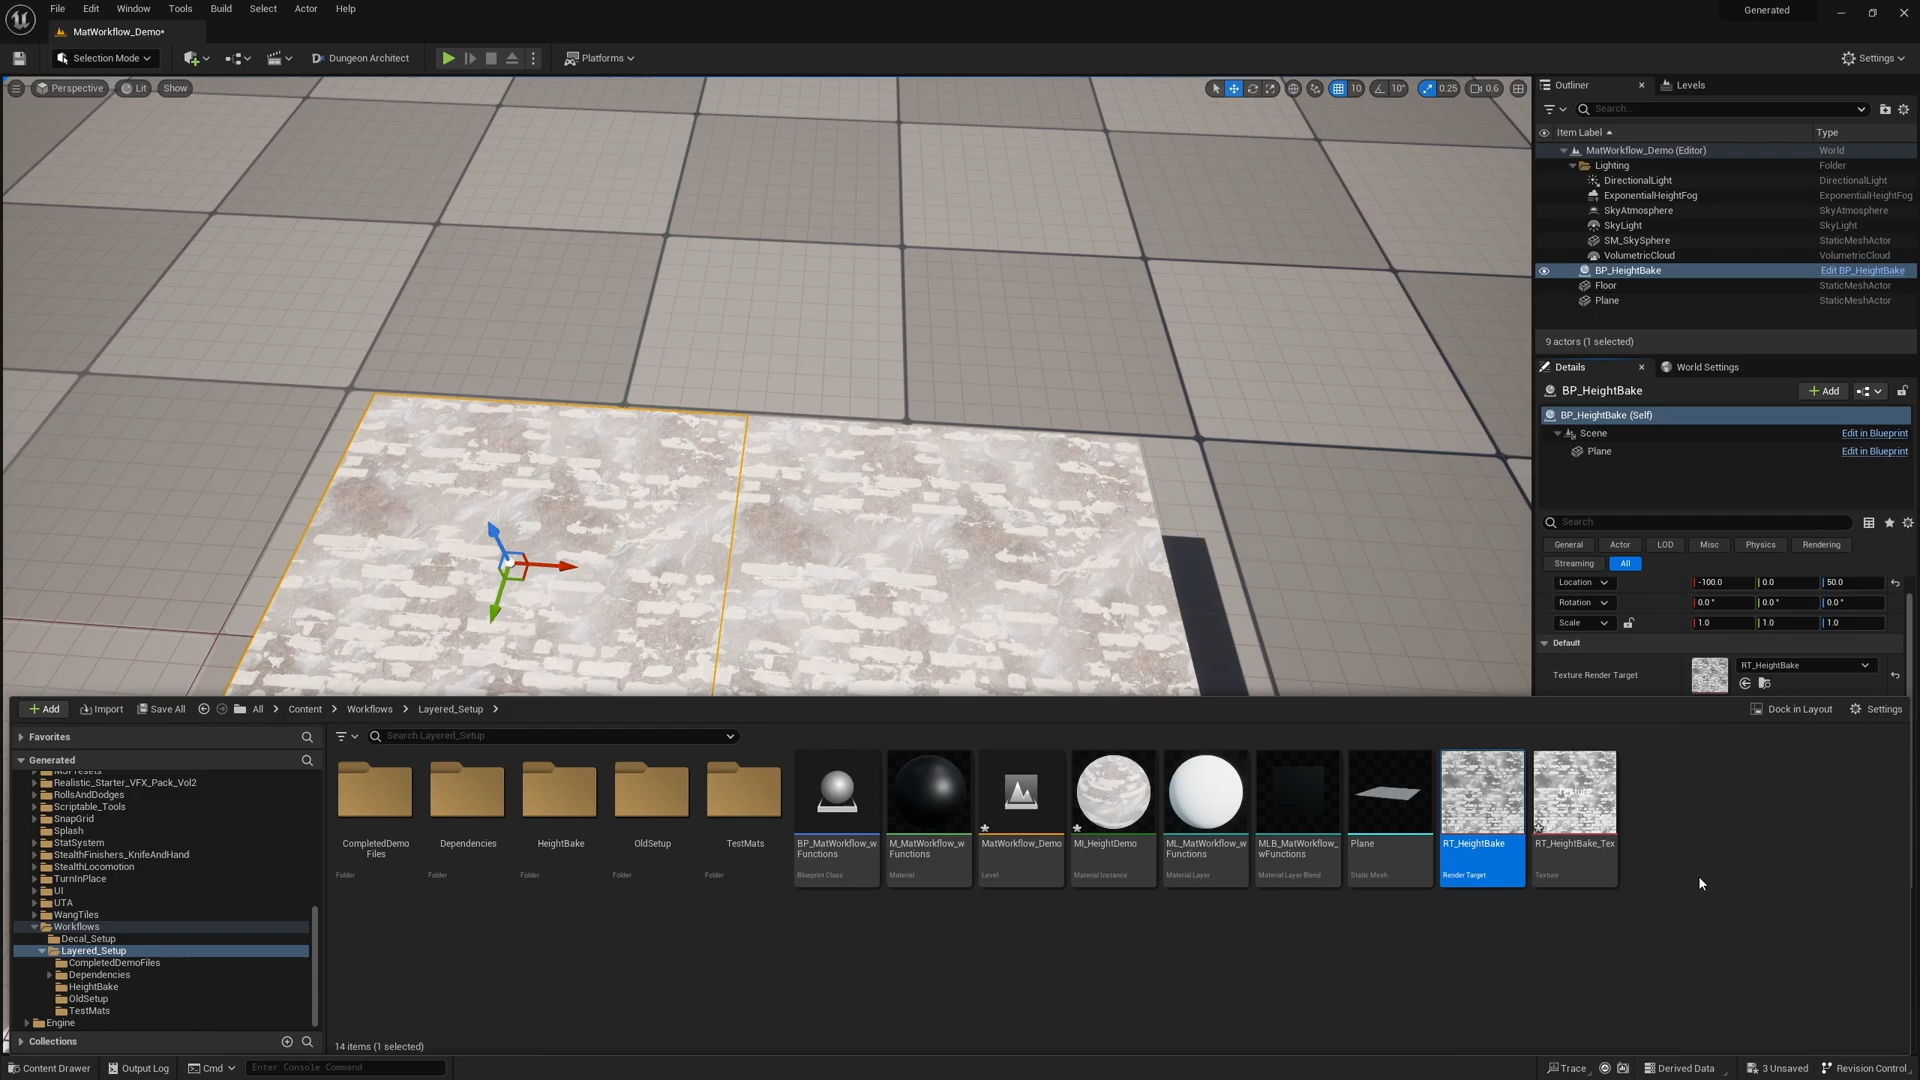 File Edit Window Tools Build Select Actor Help
Generated
MatWorkflow_Demo•
Selection Mode
Dungeon Architect
Platforms
Settings
Perspective
Lit
Show
10
10°
0.25
0.6
Outliner
Levels
Search...
Item Label
Type
MatWorkflow_Demo (Editor)
World
Lighting
Folder
DirectionalLight
DirectionalLight
ExponentialHeightFog
ExponentialHeightFog
SkyAtmosphere
SkyAtmosphere
SkyLight
SkyLight
SM_SkySphere
StaticMeshActor
VolumetricCloud
VolumetricCloud
BP_HeightBake
Edit BP_HeightBake
Floor
StaticMeshActor
Plane
StaticMeshActor
9 actors (1 selected)
Details
World Settings
BP_HeightBake
Add
BP_HeightBake (Self)
Scene
Edit in Blueprint
Plane
Edit in Blueprint
Search
General
Actor
LOD
Misc
Physics
Rendering
Streaming
All
Location
-100.0
0.0
50.0
Rotation
0.0 °
0.0 °
0.0 °
Scale
1.0
1.0
1.0
Default
Texture Render Target
RT_HeightBake
Add
Import
Save All
All
Content
Workflows
Layered_Setup
Dock in Layout
Settings
Favorites
Generated
Realistic_Starter_VFX_Pack_Vol2
RollsAndDodges
Scriptable_Tools
SnapGrid
Splash
StatSystem
StealthFinishers_KnifeAndHand
StealthLocomotion
TurnInPlace
UI
UTA
WangTiles
Workflows
Decal_Setup
Layered_Setup
CompletedDemoFiles
Dependencies
HeightBake
OldSetup
TestMats
Engine
Collections
Search Layered_Setup
CompletedDemo
Files
Folder
Dependencies
Folder
HeightBake
Folder
OldSetup
Folder
TestMats
Folder
BP_MatWorkflow_w
Functions
Blueprint Class
M_MatWorkflow_w
Functions
Material
MatWorkflow_Demo
Level
MI_HeightDemo
Material Instance
ML_MatWorkflow_w
Functions
Material Layer
MLB_MatWorkflow_
wFunctions
Material Layer Blend
Plane
Static Mesh
RT_HeightBake
Render Target
Texture
RT_HeightBake_Tex
Texture
14 items (1 selected)
Content Drawer
Output Log
Cmd
Enter Console Command
Trace
Derived Data
3 Unsaved
Revision Control